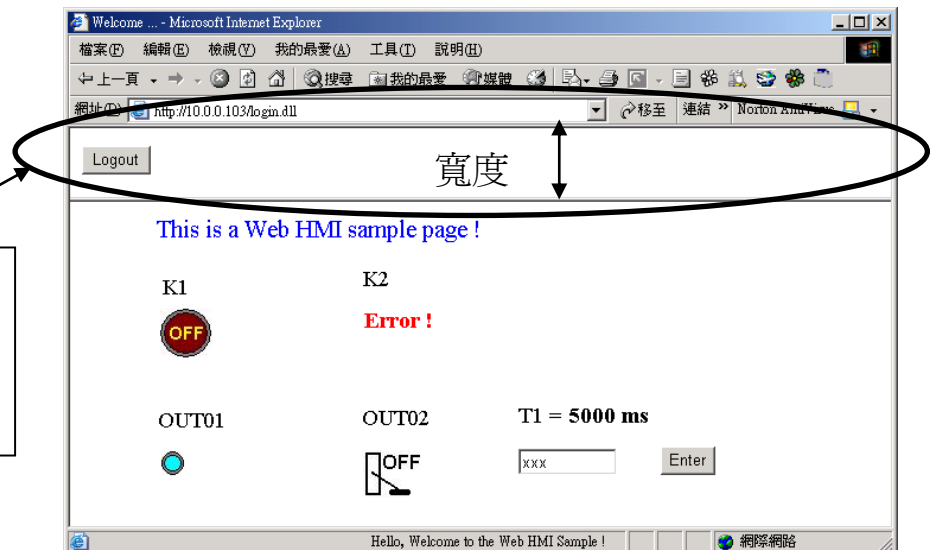 Welcome ... - Microsoft Internet Explorer
檔案(F) 編輯(E) 檢視(V) 我的最愛(A) 工具(T) 說明(H)
上一頁 搜尋 我的最愛 媒體
網址(D) http://10.0.0.103/login.dll 移至 連結 » Norton AntiVirus
Logout
寬度
This is a Web HMI sample page !
K1 K2
OFF Error !
OUT01 OUT02 T1 = 5000 ms
OFF xxx Enter
Hello, Welcome to the Web HMI Sample ! 網際網路